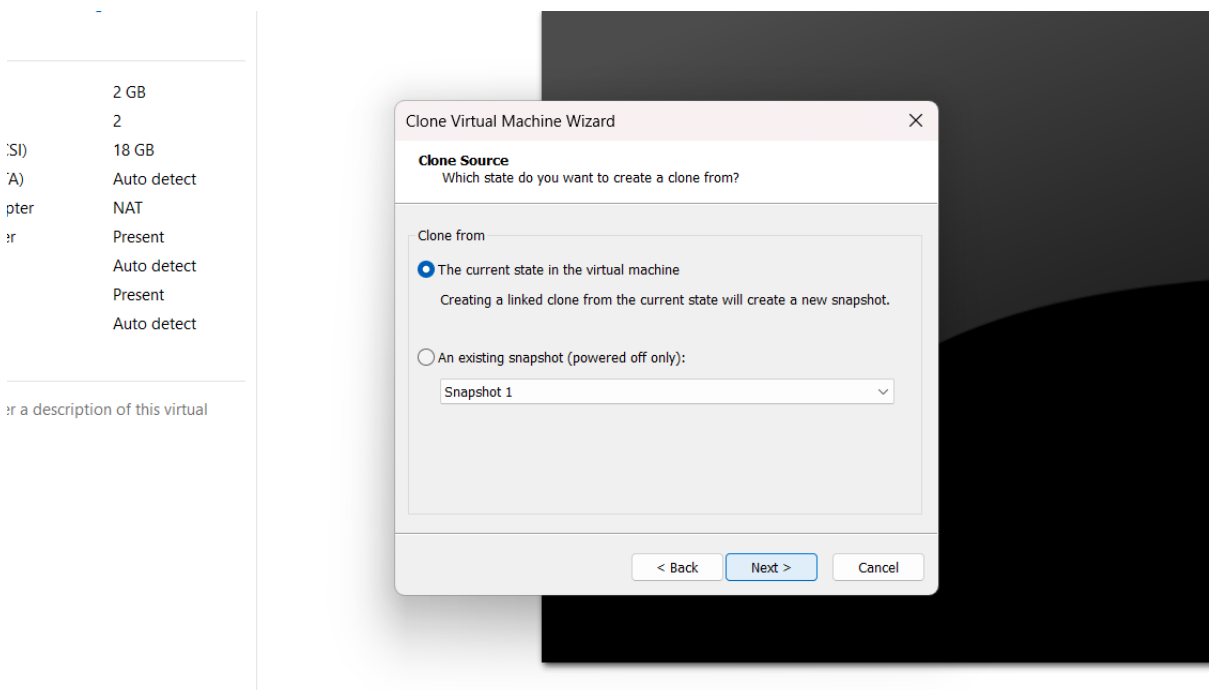 2 GB
2
SI) 18 GB
A) Auto detect
pter NAT
er Present
Auto detect
Present
Auto detect
er a description of this virtual
Clone Virtual Machine Wizard
Clone Source
Which state do you want to create a clone from?
Clone from
The current state in the virtual machine
Creating a linked clone from the current state will create a new snapshot.
An existing snapshot (powered off only):
Snapshot 1
< Back Next > Cancel